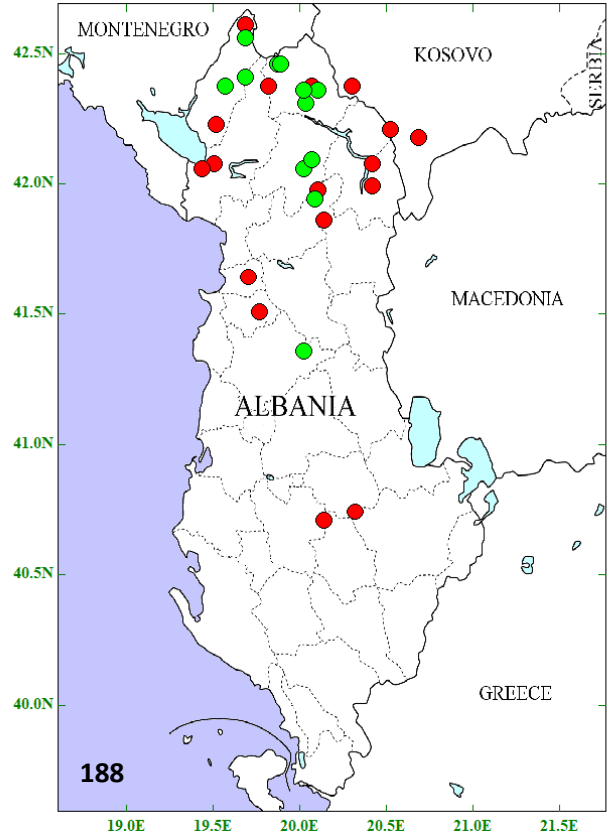 MONTENEGRO
KOSOVO
SERBIA
42.5N
42.0N
41.5N
MACEDONIA
ALBANIA
41.0N
40.5N
40.0N
GREECE
188
19.0E 19.5E 20.0E 20.5E 21.0E 21.5E